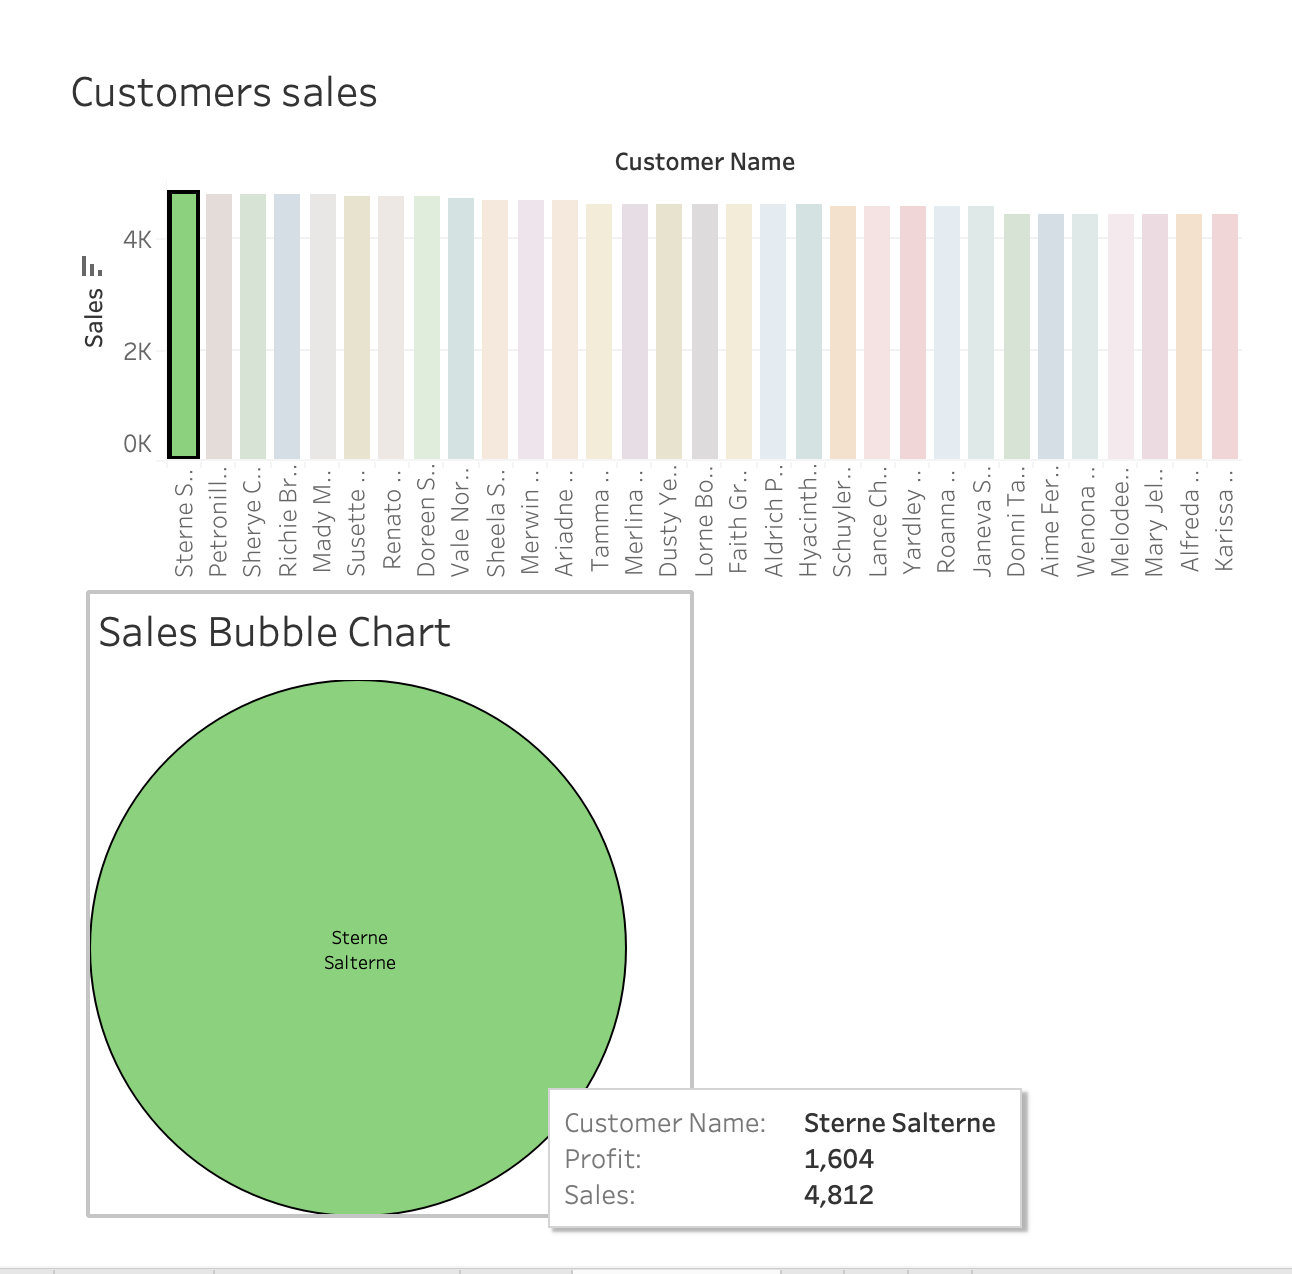 Customers sales
Customer Name
Sales
4K
2K
0K
Sterne S..
Petronill..
Sherye C..
Richie Br..
Mady M..
Susette ..
Renato ..
Doreen S..
Vale Nor..
Sheela S..
Merwin ..
Ariadne ..
Tamma ..
Merlina ..
Dusty Ye..
Lorne Bo..
Faith Gr..
Aldrich P..
Hyacinth..
Schuyler..
Lance Ch..
Yardley ..
Roanna ..
Janeva S..
Donni Ta..
Aime Fer..
Wenona ..
Melodee..
Mary Jel..
Alfreda ..
Karissa ..
Sales Bubble Chart
Sterne
Salterne
Customer Name: Sterne Salterne
Profit: 1,604
Sales: 4,812